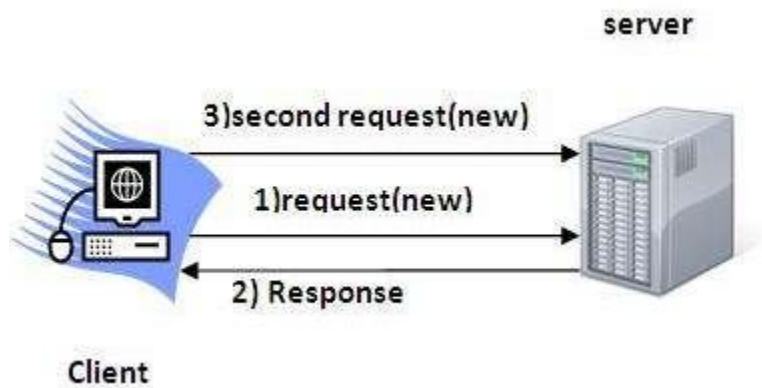 server
3)second request(new)
1)request(new)
2) Response
Client